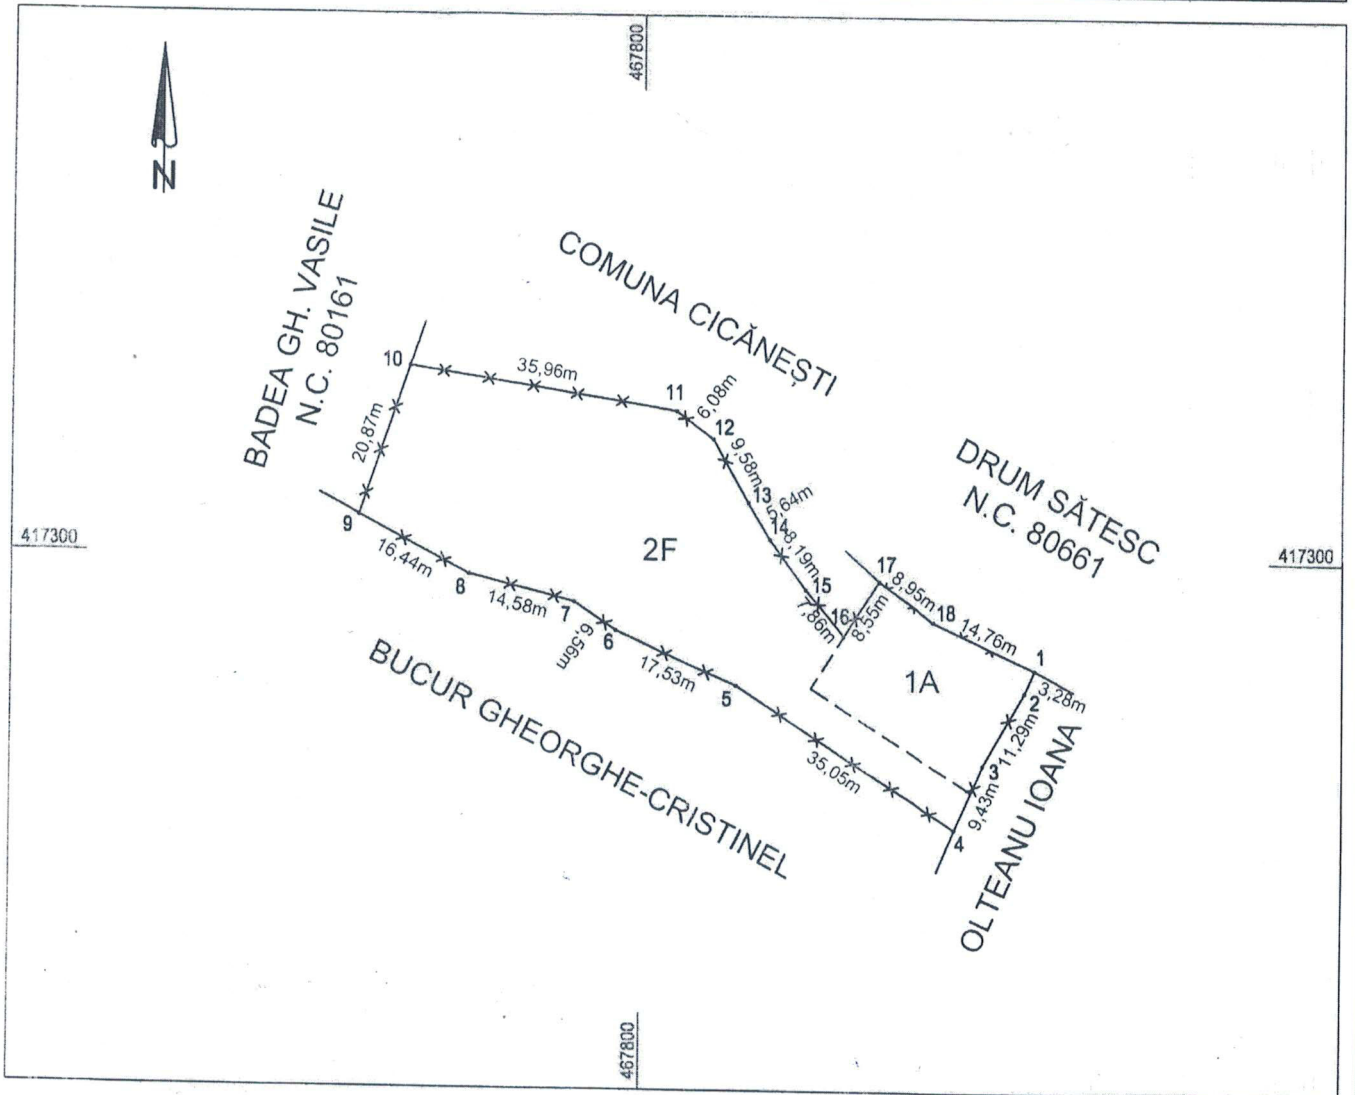 467800
N
BADEA GH. VASILE
N.C. 80161
COMUNA CICĂNEȘTI
DRUM SĂTESC
N.C. 80661
10
35,96m
11
6,08m
12
9,58m
13
5,64m
14
8,19m
15
7,86m
16
8,55m
17
8,95m
18
14,76m
1
3,28m
2
11,29m
3
9,43m
4
20,87m
9
16,44m
8
14,58m
7
6,56m
6
17,53m
5
35,05m
2F
1A
417300
417300
BUCUR GHEORGHE-CRISTINEL
OLTEANU IOANA
467800